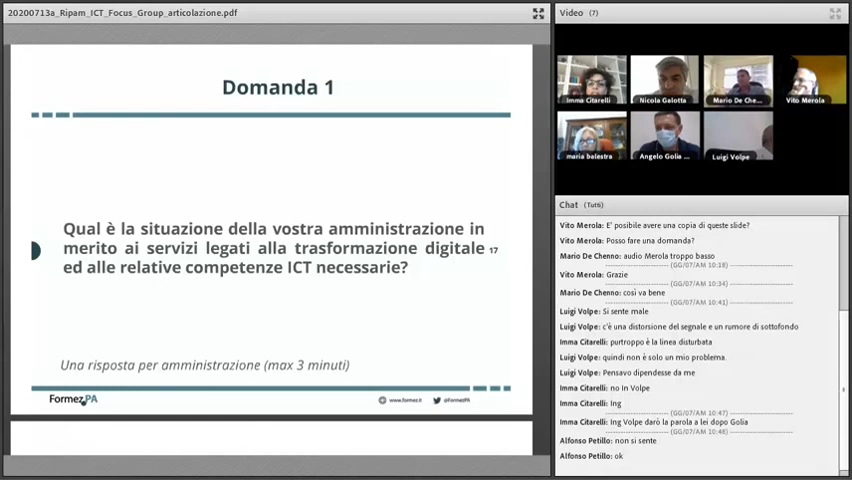 20200713a_Ripam_ICT_Focus_Group_articolazione.pdf
Domanda 1
Qual è la situazione della vostra amministrazione in
merito ai servizi legati alla trasformazione digitale
17
ed alle relative competenze ICT necessarie?
Una risposta per amministrazione (max 3 minuti)
FormezPA
www.formez.it
@FormezPA
Video (7)
Imma Citarelli
Nicola Galotta
Mario De Che...
Vito Merola
maria balestra
Angelo Golia ...
Luigi Volpe
Chat (Tutti)
Vito Merola: E' posibile avere una copia di queste slide?
Vito Merola: Posso fare una domanda?
Mario De Chenno: audio Merola troppo basso
(GG/07/AM 10:18)
Vito Merola: Grazie
(GG/07/AM 10:34)
Mario De Chenno: così va bene
(GG/07/AM 10:41)
Luigi Volpe: Si sente male
Luigi Volpe: c'è una distorsione del segnale e un rumore di sottofondo
Imma Citarelli: purtroppo è la linea disturbata
Luigi Volpe: quindi non è solo un mio problema.
Luigi Volpe: Pensavo dipendesse da me
Imma Citarelli: no In Volpe
Imma Citarelli: Ing
(GG/07/AM 10:47)
Imma Citarelli: Ing Volpe darò la parola a lei dopo Golia
(GG/07/AM 10:48)
Alfonso Petillo: non si sente
Alfonso Petillo: ok